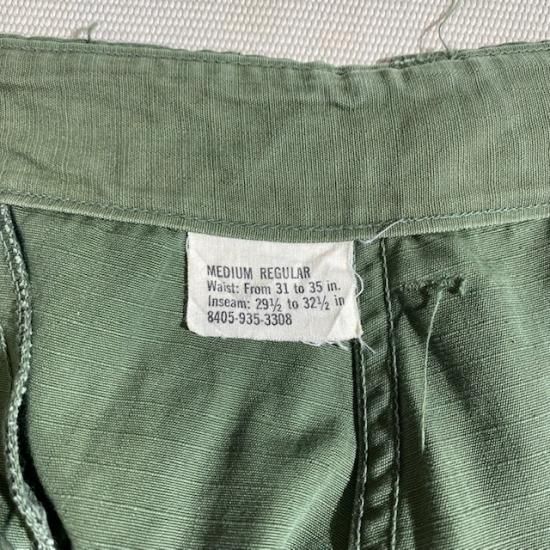 MEDIUM REGULAR
Waist: From 31 to 35 in.
Inseam: 29½ to 32½ in
8405-935-3308